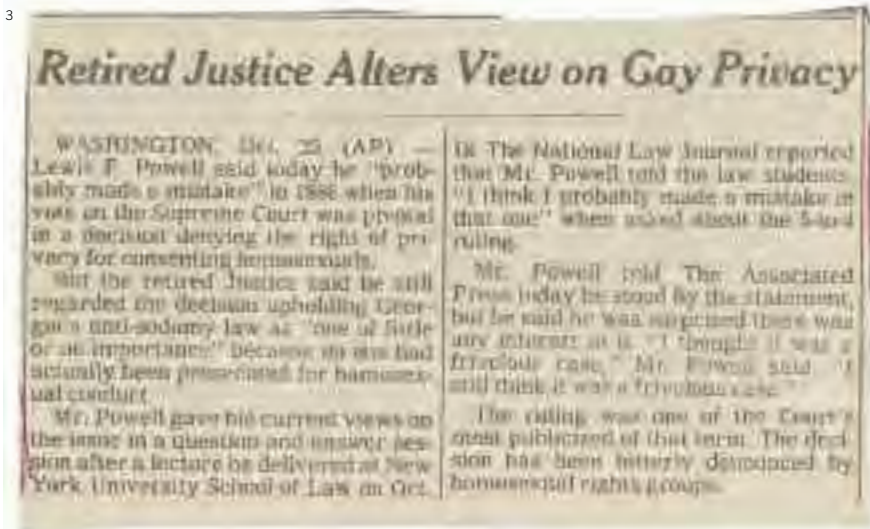 3
Retired Justice Alters View on Gay Privacy
WASHINGTON, Oct. 25 (AP) —
Lewis F. Powell said today he "prob-
ably made a mistake" in 1986 when his
vote on the Supreme Court was pivotal
in a decision denying the right of pri-
vacy for consenting homosexuals.
But the retired Justice said he still
regarded the decision upholding Geor-
gia's anti-sodomy law as "one of little
or no importance" because no one had
actually been prosecuted for homosex-
ual conduct.
Mr. Powell gave his current views on
the issue in a question and answer ses-
sion after a lecture he delivered at New
York University School of Law on Oct.
18. The National Law Journal reported
that Mr. Powell told the law students,
"I think I probably made a mistake in
that one" when asked about the 5-to-4
ruling.
Mr. Powell told The Associated
Press today he stood by the statement,
but he said he was surprised there was
any interest in it. "I thought it was a
frivolous case," Mr. Powell said. "I
still think it was a frivolous case."
The ruling was one of the Court's
most publicized of that term. The deci-
sion has been bitterly denounced by
homosexual rights groups.